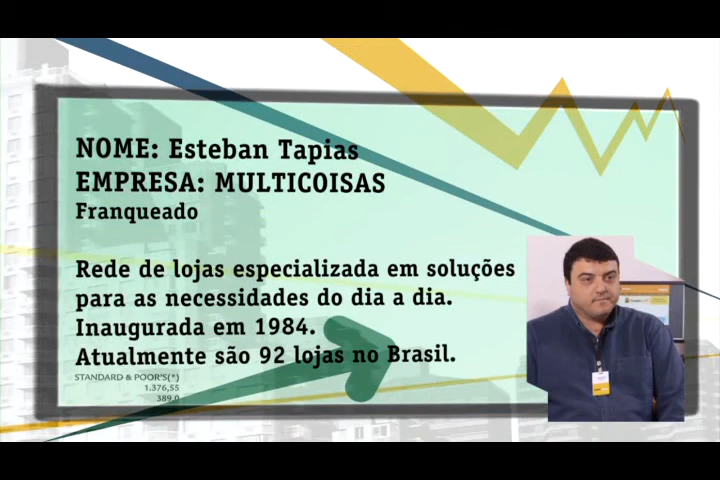 NOME: Esteban Tapias
EMPRESA: MULTICOISAS
Franqueado
Rede de lojas especializada em soluções
para as necessidades do dia a dia.
Inaugurada em 1984.
Atualmente são 92 lojas no Brasil.
STANDARD & POOR'S(*)
1.376,55
389,0